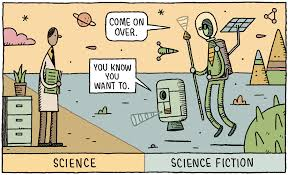 COME ON
OVER.
YOU KNOW
YOU
WANT TO.
SCIENCE
SCIENCE FICTION